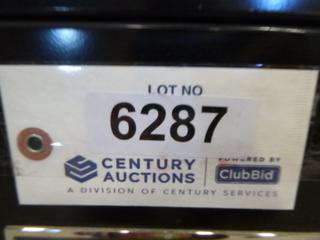 LOT NO
6287
CENTURY AUCTIONS
POWERED BY
ClubBid
A DIVISION OF CENTURY SERVICES